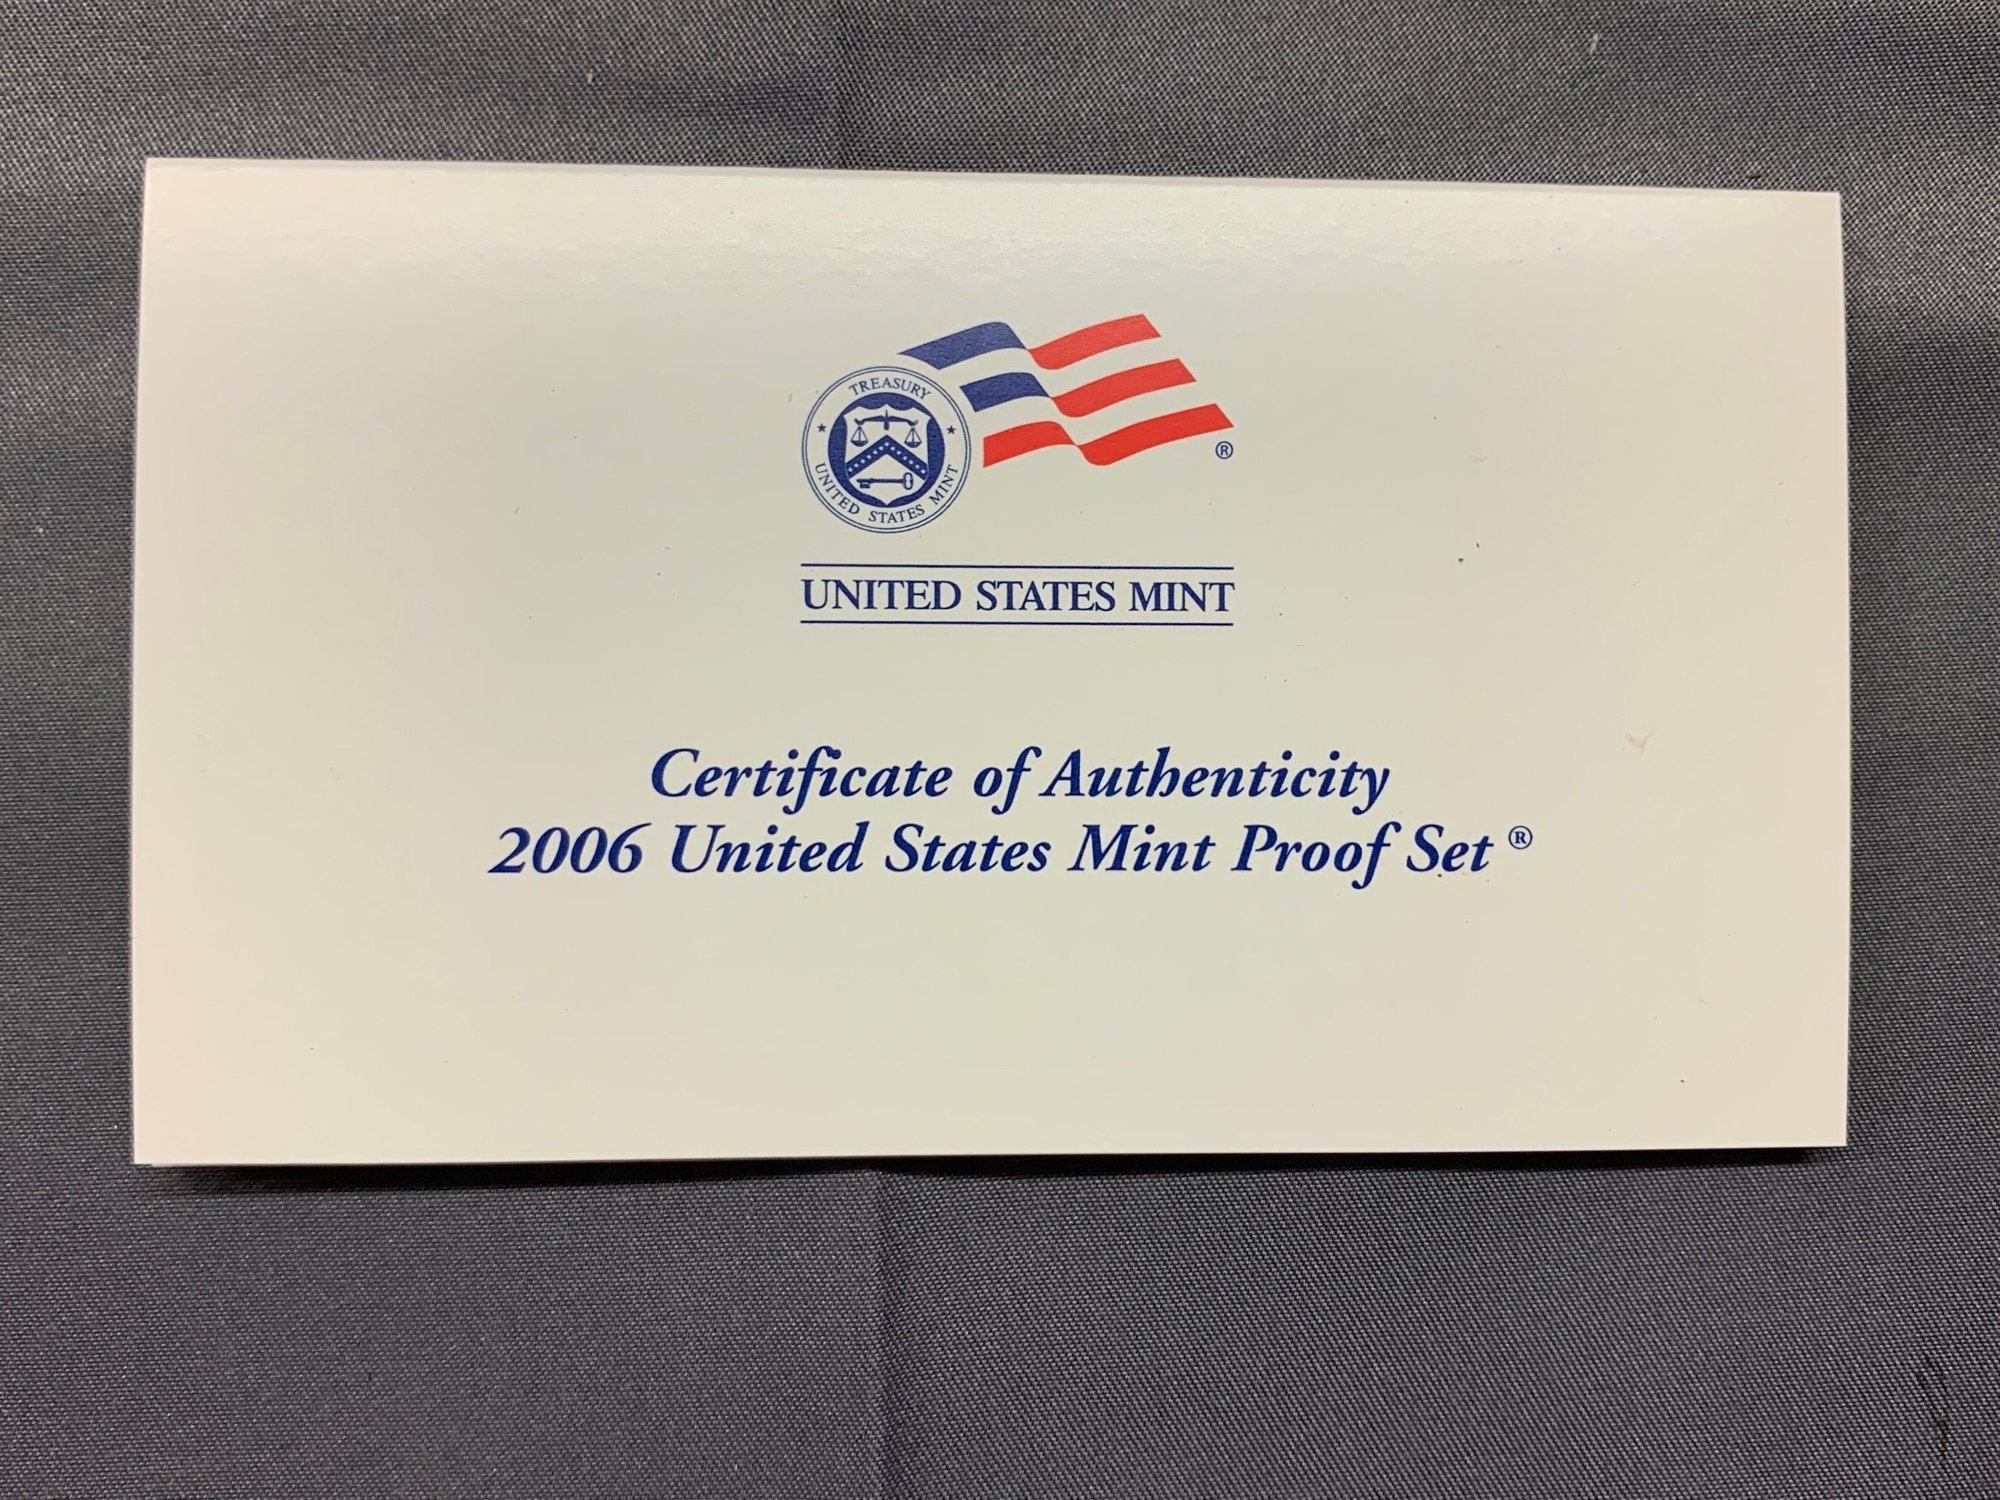 TREASURY
UNITED STATES MINT
®
UNITED STATES MINT
Certificate of Authenticity
2006 United States Mint Proof Set ®